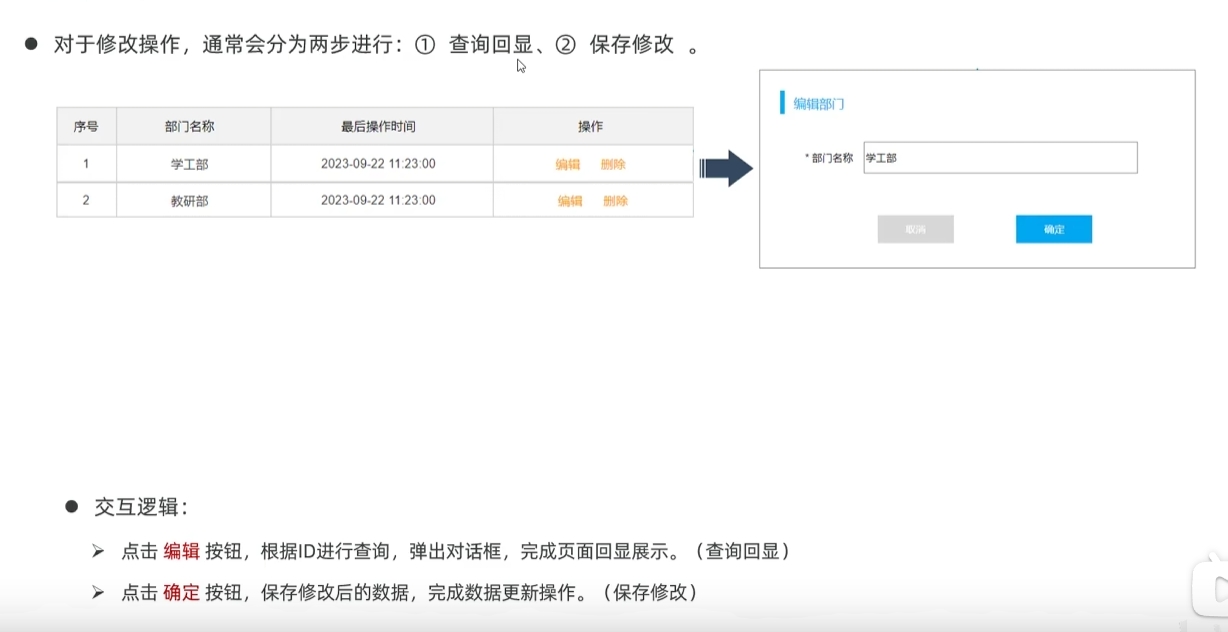 对于修改操作，通常会分为两步进行：① 查询回显、② 保存修改 。
序号 部门名称 最后操作时间 操作
1 学工部 2023-09-22 11:23:00 编辑 删除
2 教研部 2023-09-22 11:23:00 编辑 删除
编辑部门
* 部门名称 学工部
取消 确定
交互逻辑：
点击 编辑 按钮，根据ID进行查询，弹出对话框，完成页面回显展示。（查询回显）
点击 确定 按钮，保存修改后的数据，完成数据更新操作。（保存修改）